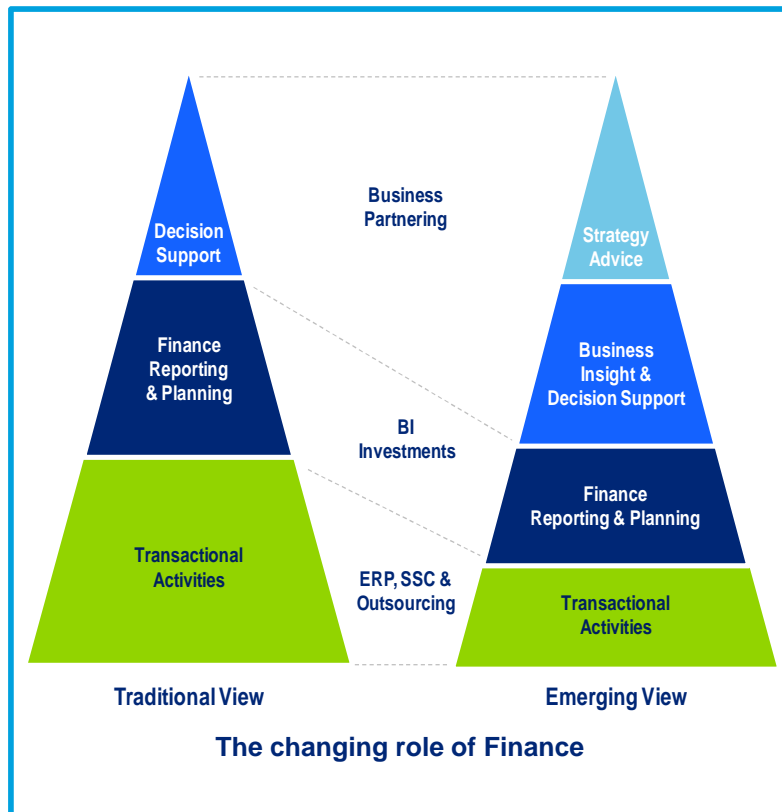 Decision
Support
Finance
Reporting
& Planning
Transactional
Activities
Traditional View
Business
Partnering
BI
Investments
ERP, SSC &
Outsourcing
Strategy
Advice
Business
Insight &
Decision Support
Finance
Reporting & Planning
Transactional
Activities
Emerging View
The changing role of Finance